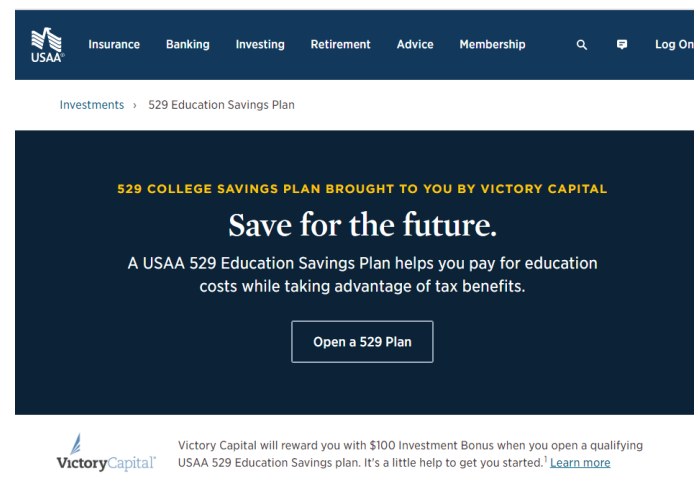 USAA®
Insurance Banking Investing Retirement Advice Membership Log On
Investments › 529 Education Savings Plan
529 COLLEGE SAVINGS PLAN BROUGHT TO YOU BY VICTORY CAPITAL
Save for the future.
A USAA 529 Education Savings Plan helps you pay for education
costs while taking advantage of tax benefits.
Open a 529 Plan
VictoryCapital®
Victory Capital will reward you with $100 Investment Bonus when you open a qualifying
USAA 529 Education Savings plan. It's a little help to get you started.1 Learn more